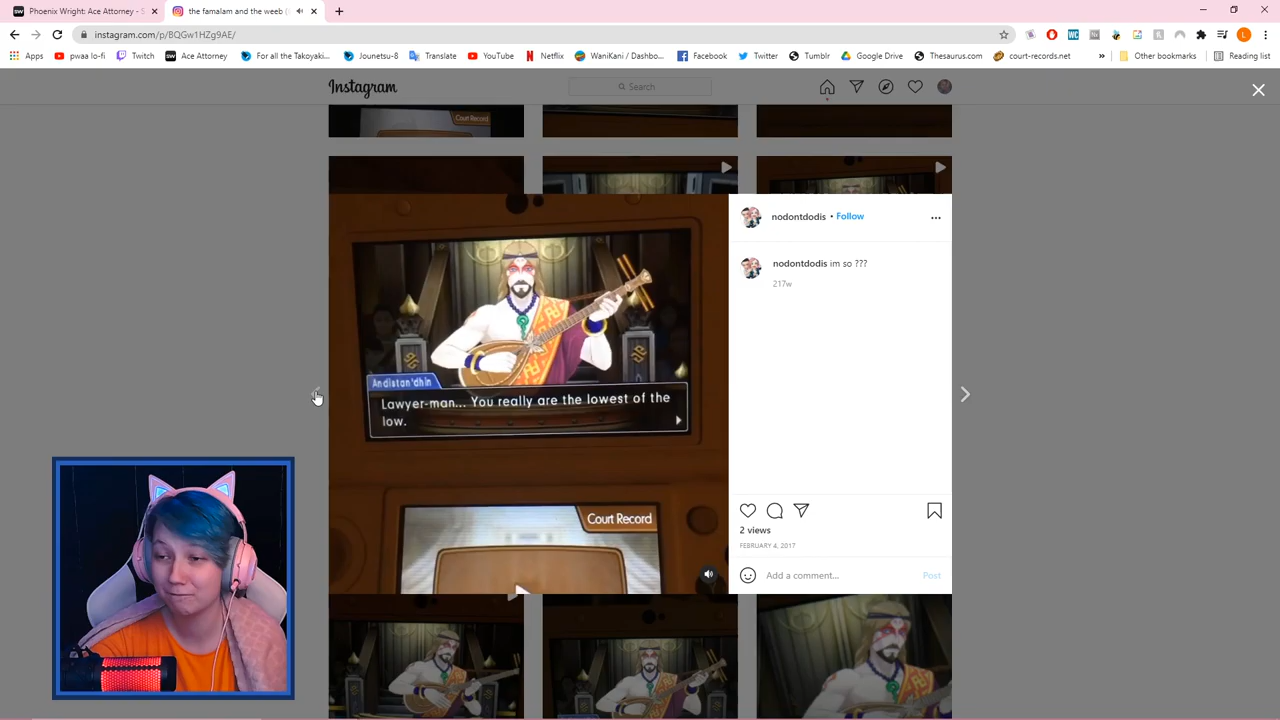 Phoenix Wright: Ace Attorney - S
the famalam and the weeb (
instagram.com/p/BQGw1HZg9AE/
Apps
pwaa lo-fi
Twitch
Ace Attorney
For all the Takoyaki...
Jounetsu-8
Translate
YouTube
Netflix
WaniKani / Dashbo...
Facebook
Twitter
Tumblr
Google Drive
Thesaurus.com
court-records.net
»
Other bookmarks
Reading list
Instagram
Search
Court Record
nodontdodis • Follow
nodontdodis im so ???
217w
Andistan'dhin
Lawyer-man... You really are the lowest of the
low.
Court Record
2 views
FEBRUARY 4, 2017
Add a comment...
Post